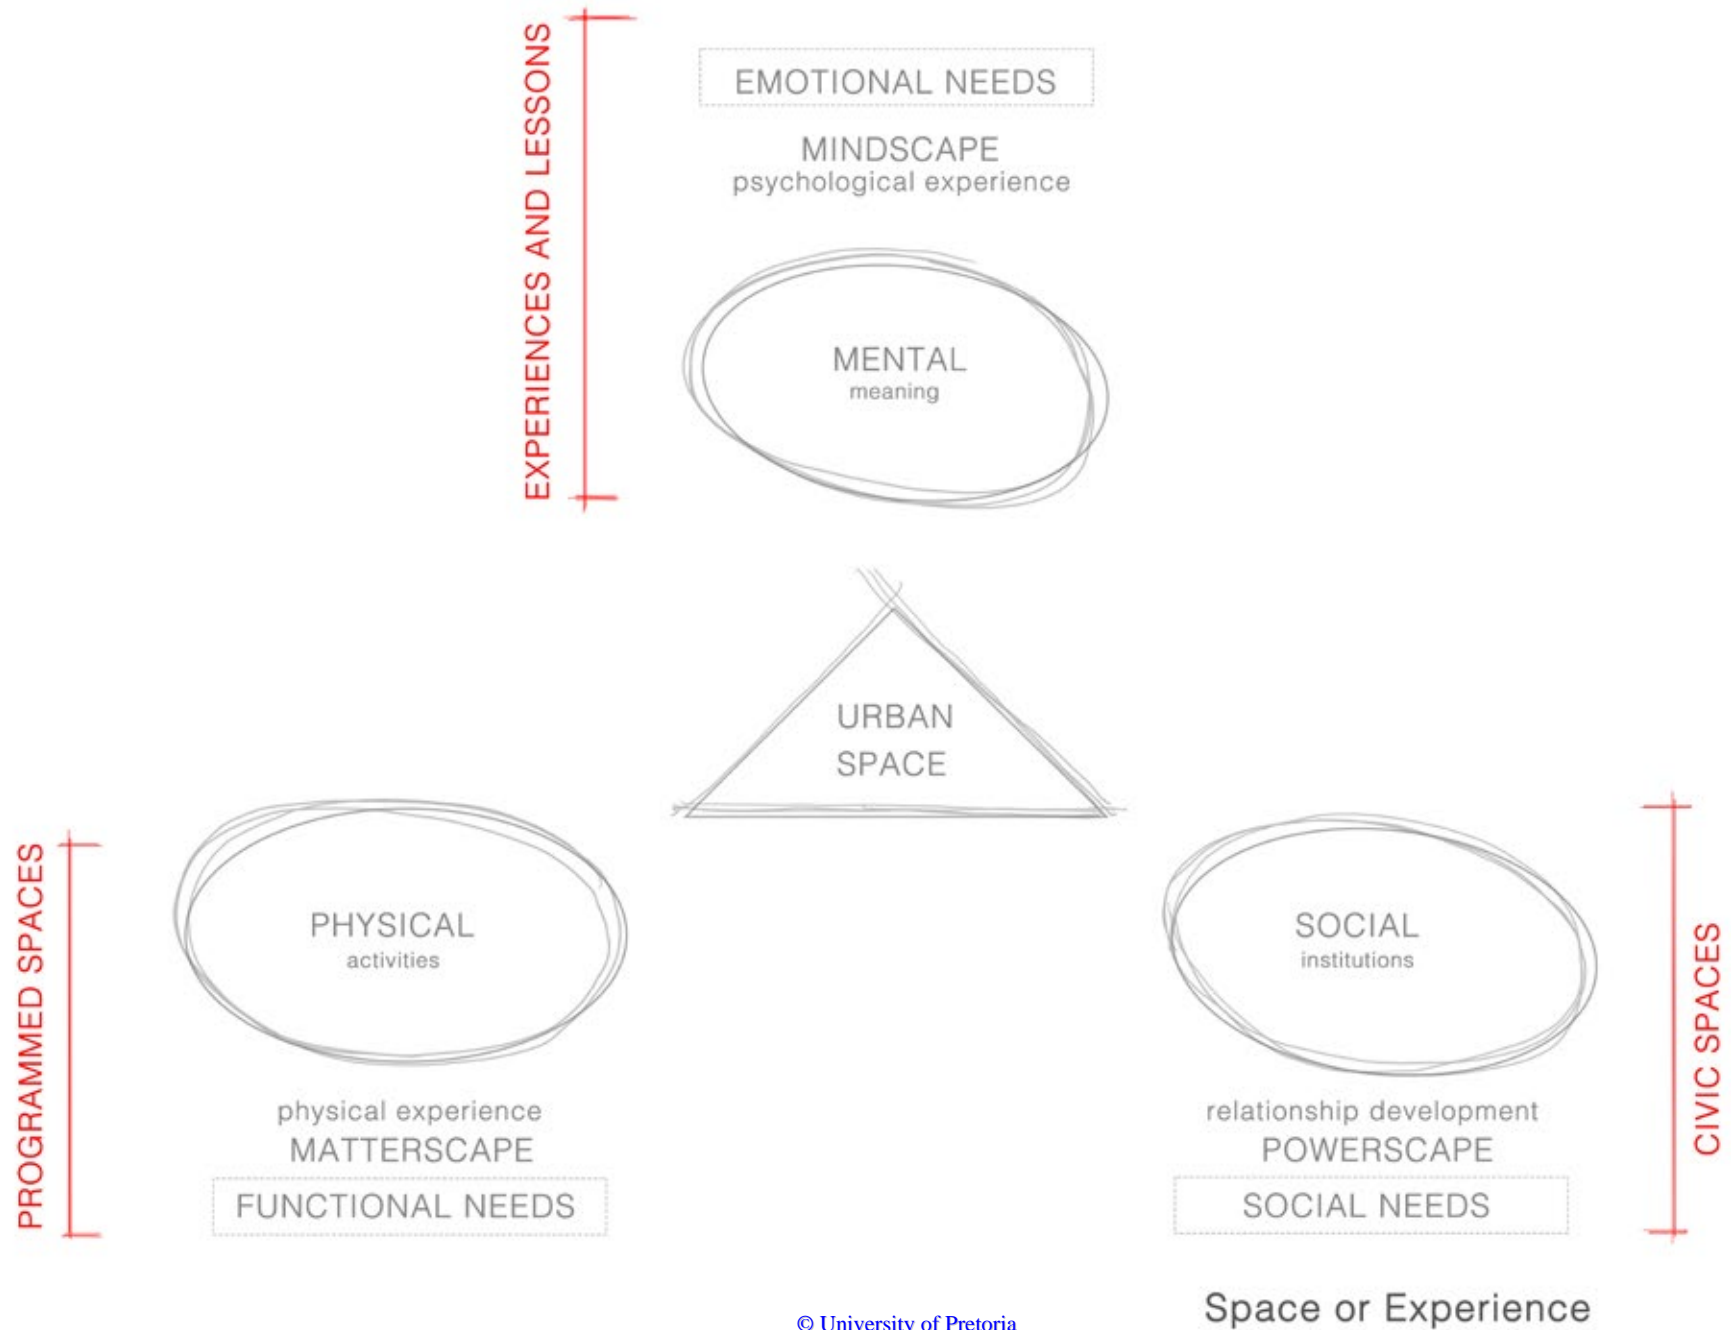 EXPERIENCES AND LESSONS
EMOTIONAL NEEDS
MINDSCAPE
psychological experience
MENTAL
meaning
URBAN
SPACE
PROGRAMMED SPACES
PHYSICAL
activities
physical experience
MATTERSCAPE
FUNCTIONAL NEEDS
SOCIAL
institutions
relationship development
POWERSCAPE
SOCIAL NEEDS
CIVIC SPACES
Space or Experience
© University of Pretoria